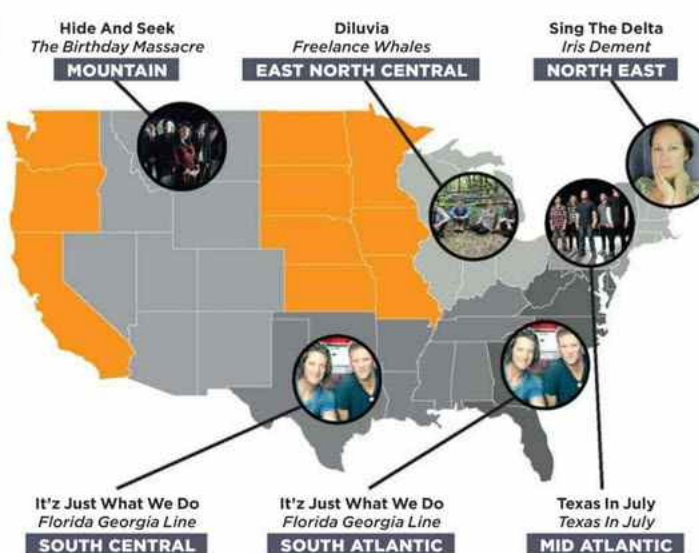 Hide And Seek
The Birthday Massacre
MOUNTAIN
Diluvia
Freelance Whales
EAST NORTH CENTRAL
Sing The Delta
Iris Dement
NORTH EAST
It'z Just What We Do
Florida Georgia Line
SOUTH CENTRAL
It'z Just What We Do
Florida Georgia Line
SOUTH ATLANTIC
Texas In July
Texas In July
MID ATLANTIC